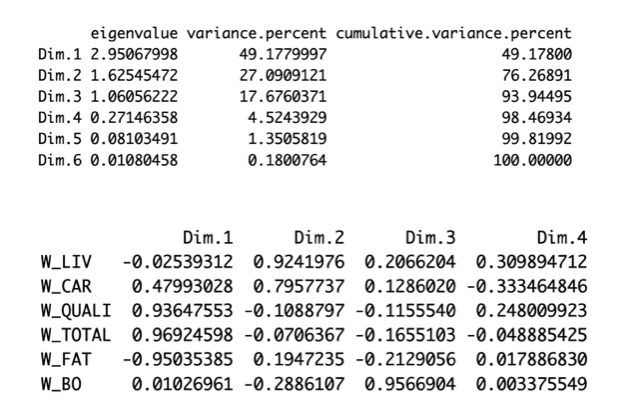 eigenvalue variance.percent cumulative.variance.percent
Dim.1 2.95067998 49.1779997 49.17800
Dim.2 1.62545472 27.0909121 76.26891
Dim.3 1.06056222 17.6760371 93.94495
Dim.4 0.27146358 4.5243929 98.46934
Dim.5 0.08103491 1.3505819 99.81992
Dim.6 0.01080458 0.1800764 100.00000
Dim.1 Dim.2 Dim.3 Dim.4
W_LIV -0.02539312 0.9241976 0.2066204 0.309894712
W_CAR 0.47993028 0.7957737 0.1286020 -0.333464846
W_QUALI 0.93647553 -0.1088797 -0.1155540 0.248009923
W_TOTAL 0.96924598 -0.0706367 -0.1655103 -0.048885425
W_FAT -0.95035385 0.1947235 -0.2129056 0.017886830
W_BO 0.01026961 -0.2886107 0.9566904 0.003375549